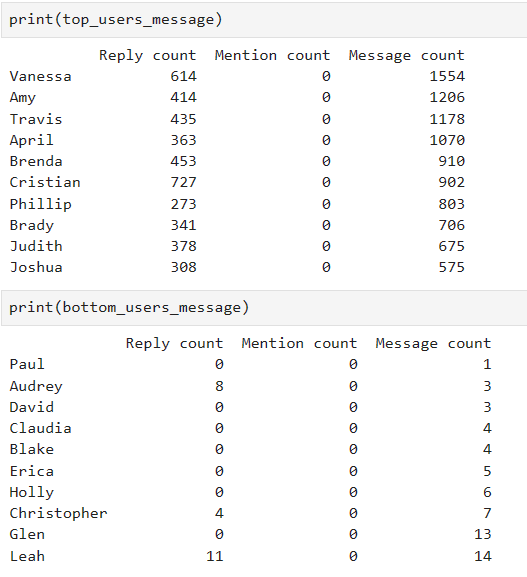 print(top_users_message)
Reply count Mention count Message count
Vanessa 614 0 1554
Amy 414 0 1206
Travis 435 0 1178
April 363 0 1070
Brenda 453 0 910
Cristian 727 0 902
Phillip 273 0 803
Brady 341 0 706
Judith 378 0 675
Joshua 308 0 575
print(bottom_users_message)
Reply count Mention count Message count
Paul 0 0 1
Audrey 8 0 3
David 0 0 3
Claudia 0 0 4
Blake 0 0 4
Erica 0 0 5
Holly 0 0 6
Christopher 4 0 7
Glen 0 0 13
Leah 11 0 14